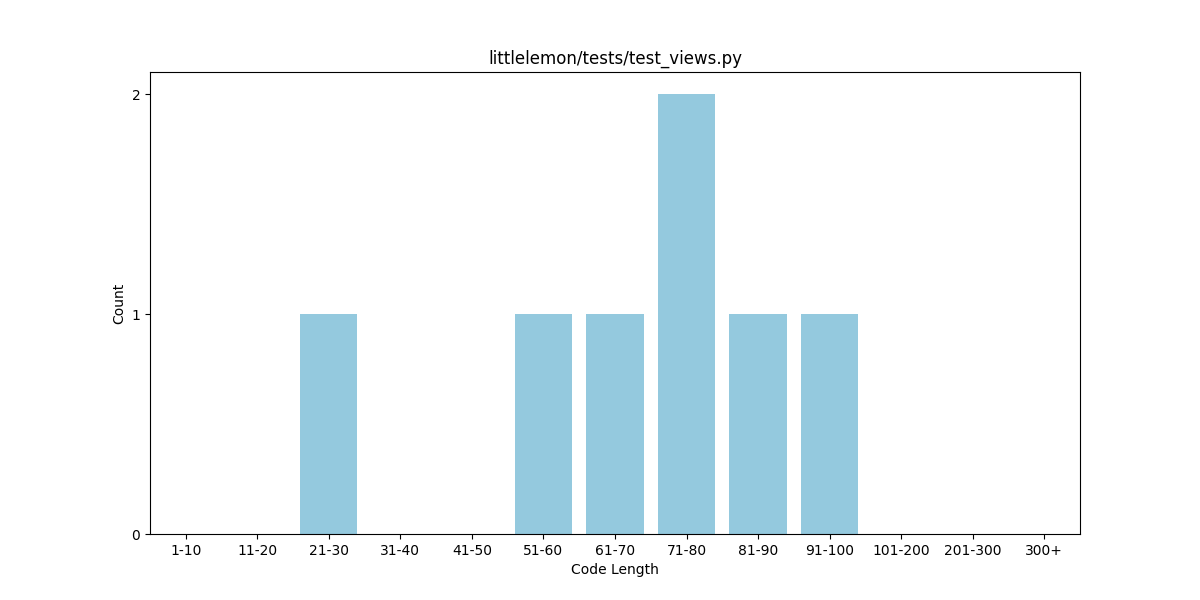 littlelemon/tests/test_views.py
Count
2
1
0
1-10 11-20 21-30 31-40 41-50 51-60 61-70 71-80 81-90 91-100 101-200 201-300 300+
Code Length